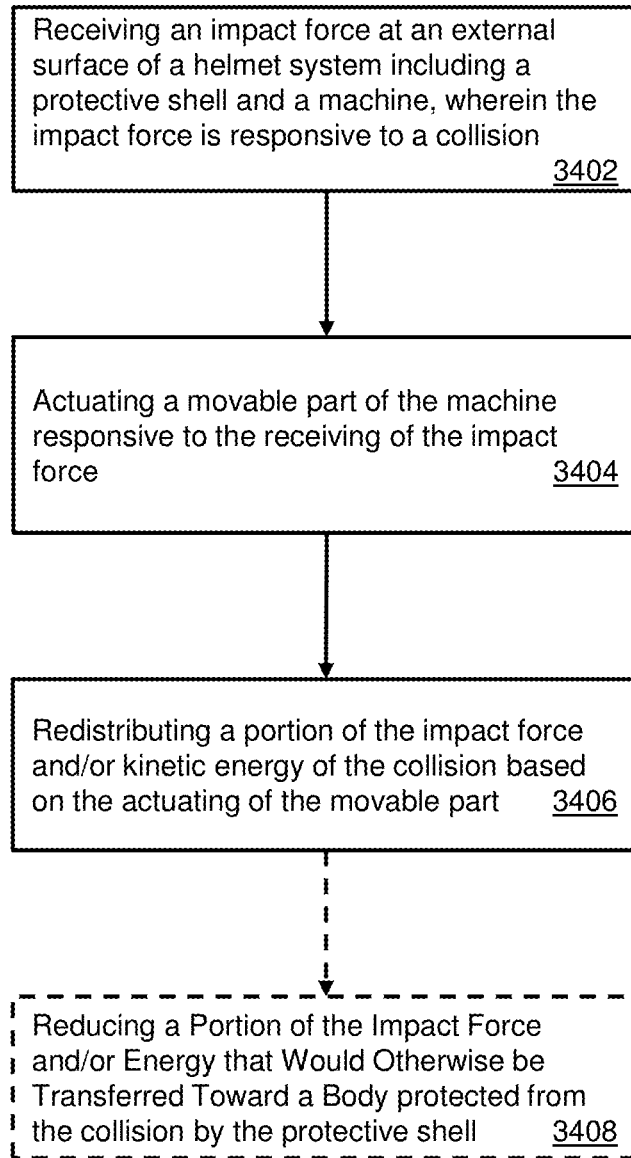 Receiving an impact force at an external
surface of a helmet system including a
protective shell and a machine, wherein the
impact force is responsive to a collision
3402
Actuating a movable part of the machine
responsive to the receiving of the impact
force 3404
Redistributing a portion of the impact force
and/or kinetic energy of the collision based
on the actuating of the movable part 3406
Reducing a Portion of the Impact Force
and/or Energy that Would Otherwise be
Transferred Toward a Body protected from
the collision by the protective shell 3408